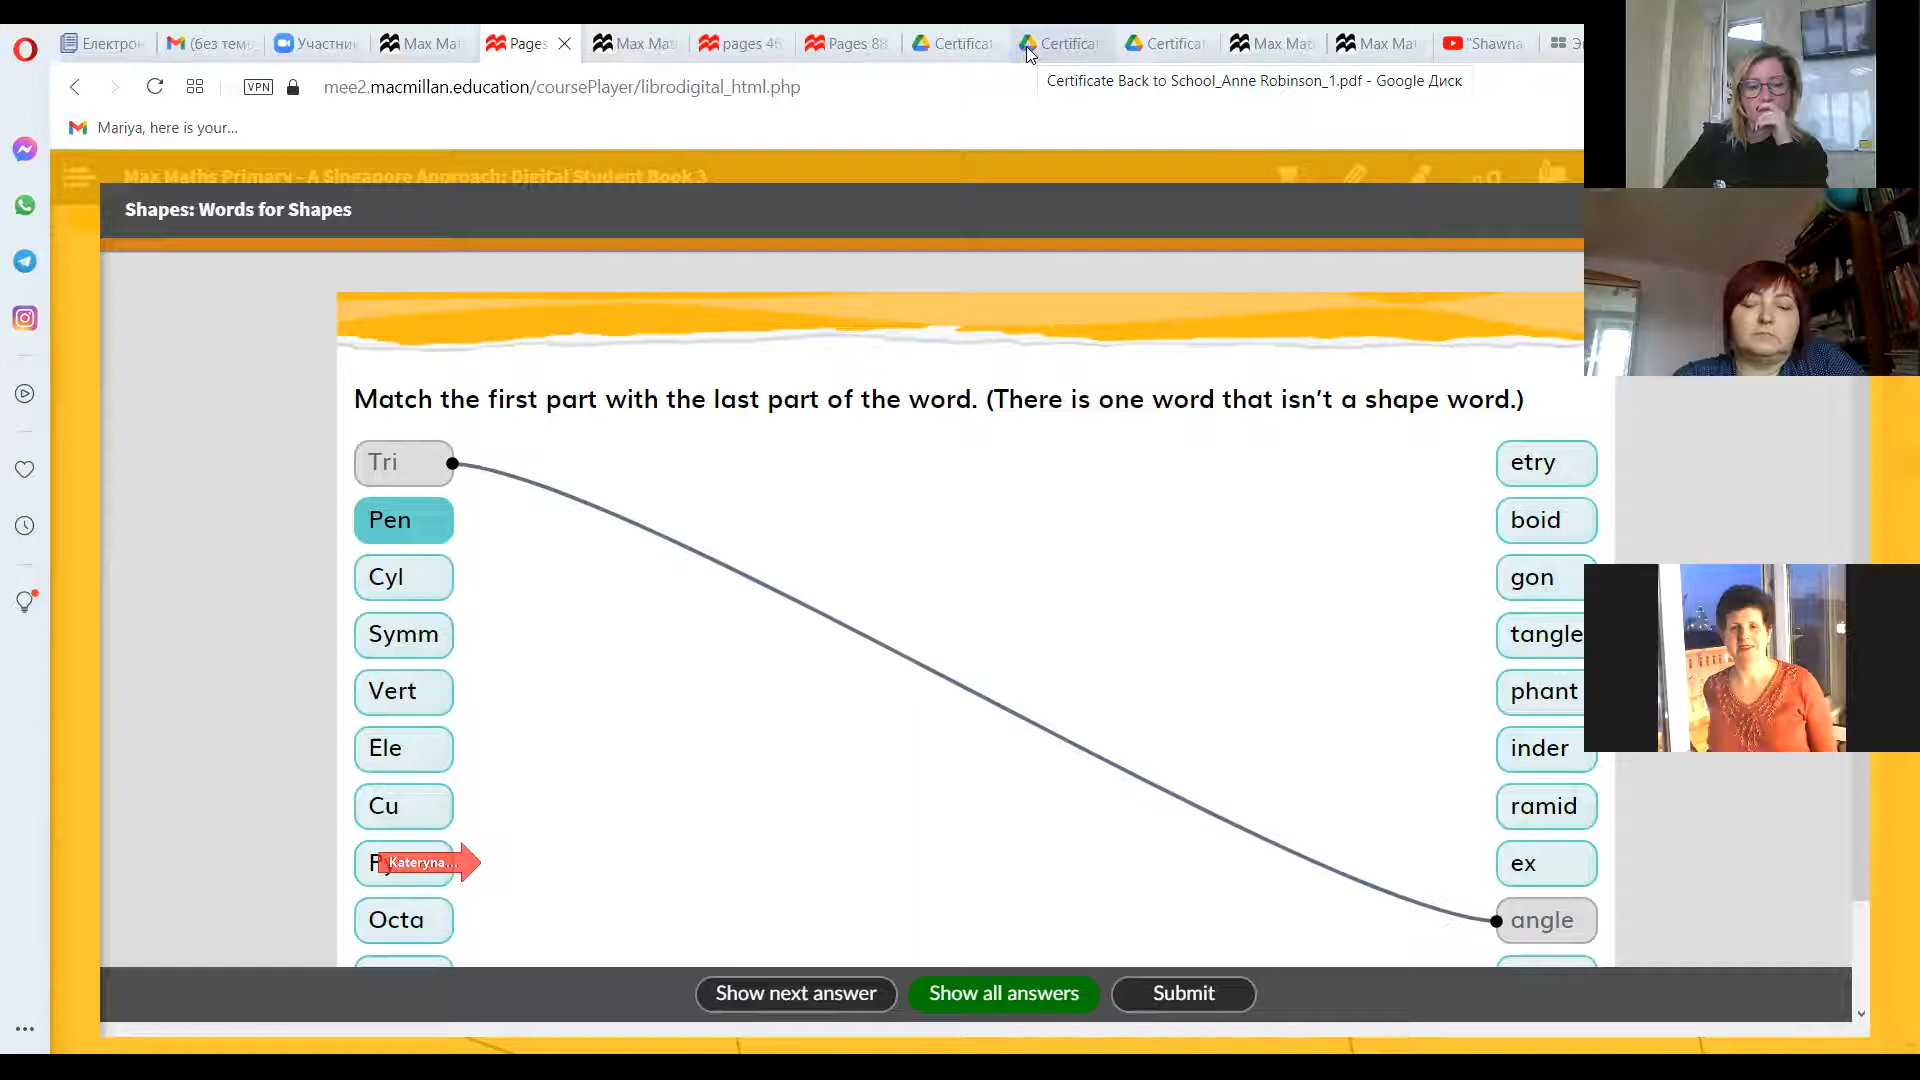 Електрон
(без теми
Участник
Max Mat
Pages
Max Mat
pages 46
Pages 88
Certificat
Certificat
Certificat
Max Mat
Max Mat
"Shawna
VPN
mee2.macmillan.education/coursePlayer/librodigital_html.php
Certificate Back to School_Anne Robinson_1.pdf - Google Диск
Mariya, here is your...
Max Maths Primary - A Singapore Approach: Digital Student Book 3
Shapes: Words for Shapes
Match the first part with the last part of the word. (There is one word that isn't a shape word.)
Tri
etry
Pen
boid
Cyl
gon
Symm
tangle
Vert
phant
Ele
inder
Cu
ramid
Kateryna...
ex
Octa
angle
Show next answer
Show all answers
Submit